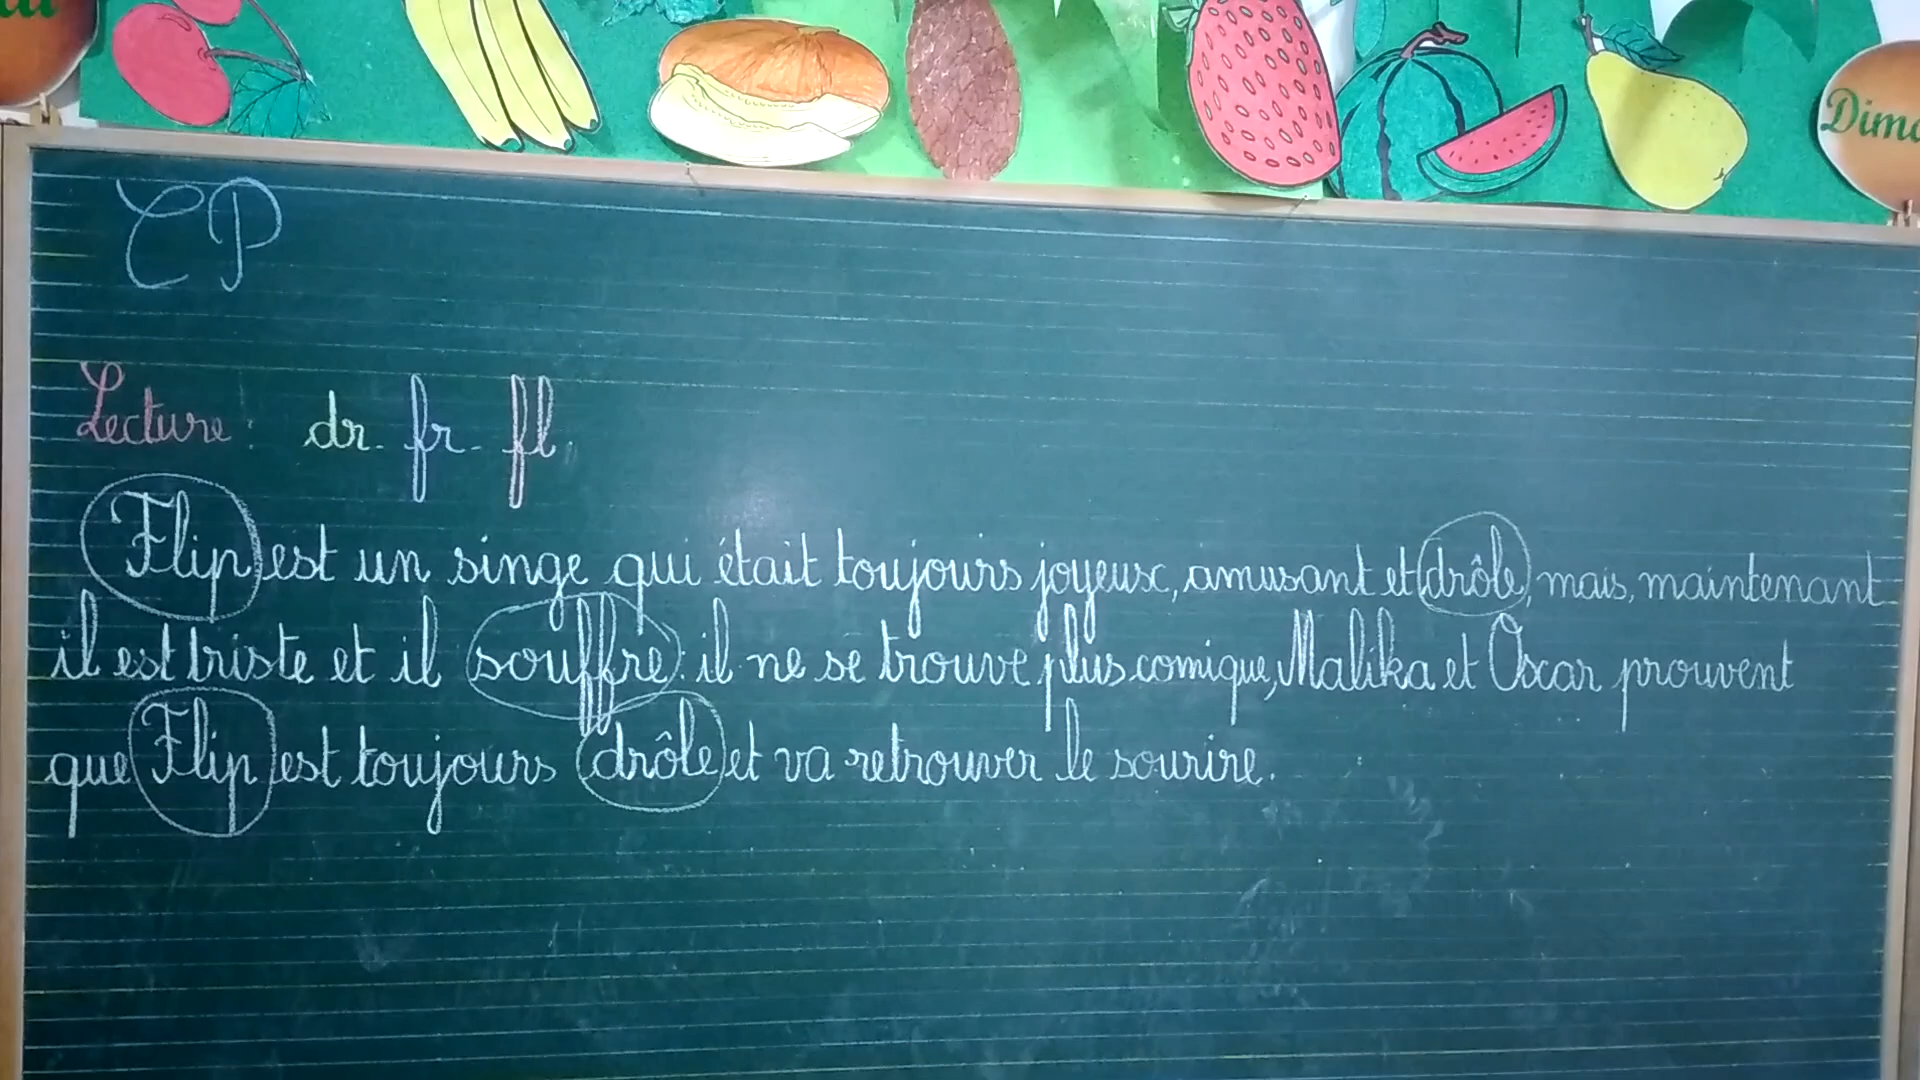 CP
Lecture : dr - fr - fl.
Flip est un singe qui était toujours joyeux, amusant et drôle, mais, maintenant
il est triste et il souffre. il ne se trouve plus comique, Malika et Oscar prouvent
que Flip est toujours drôle et va retrouver le sourire.